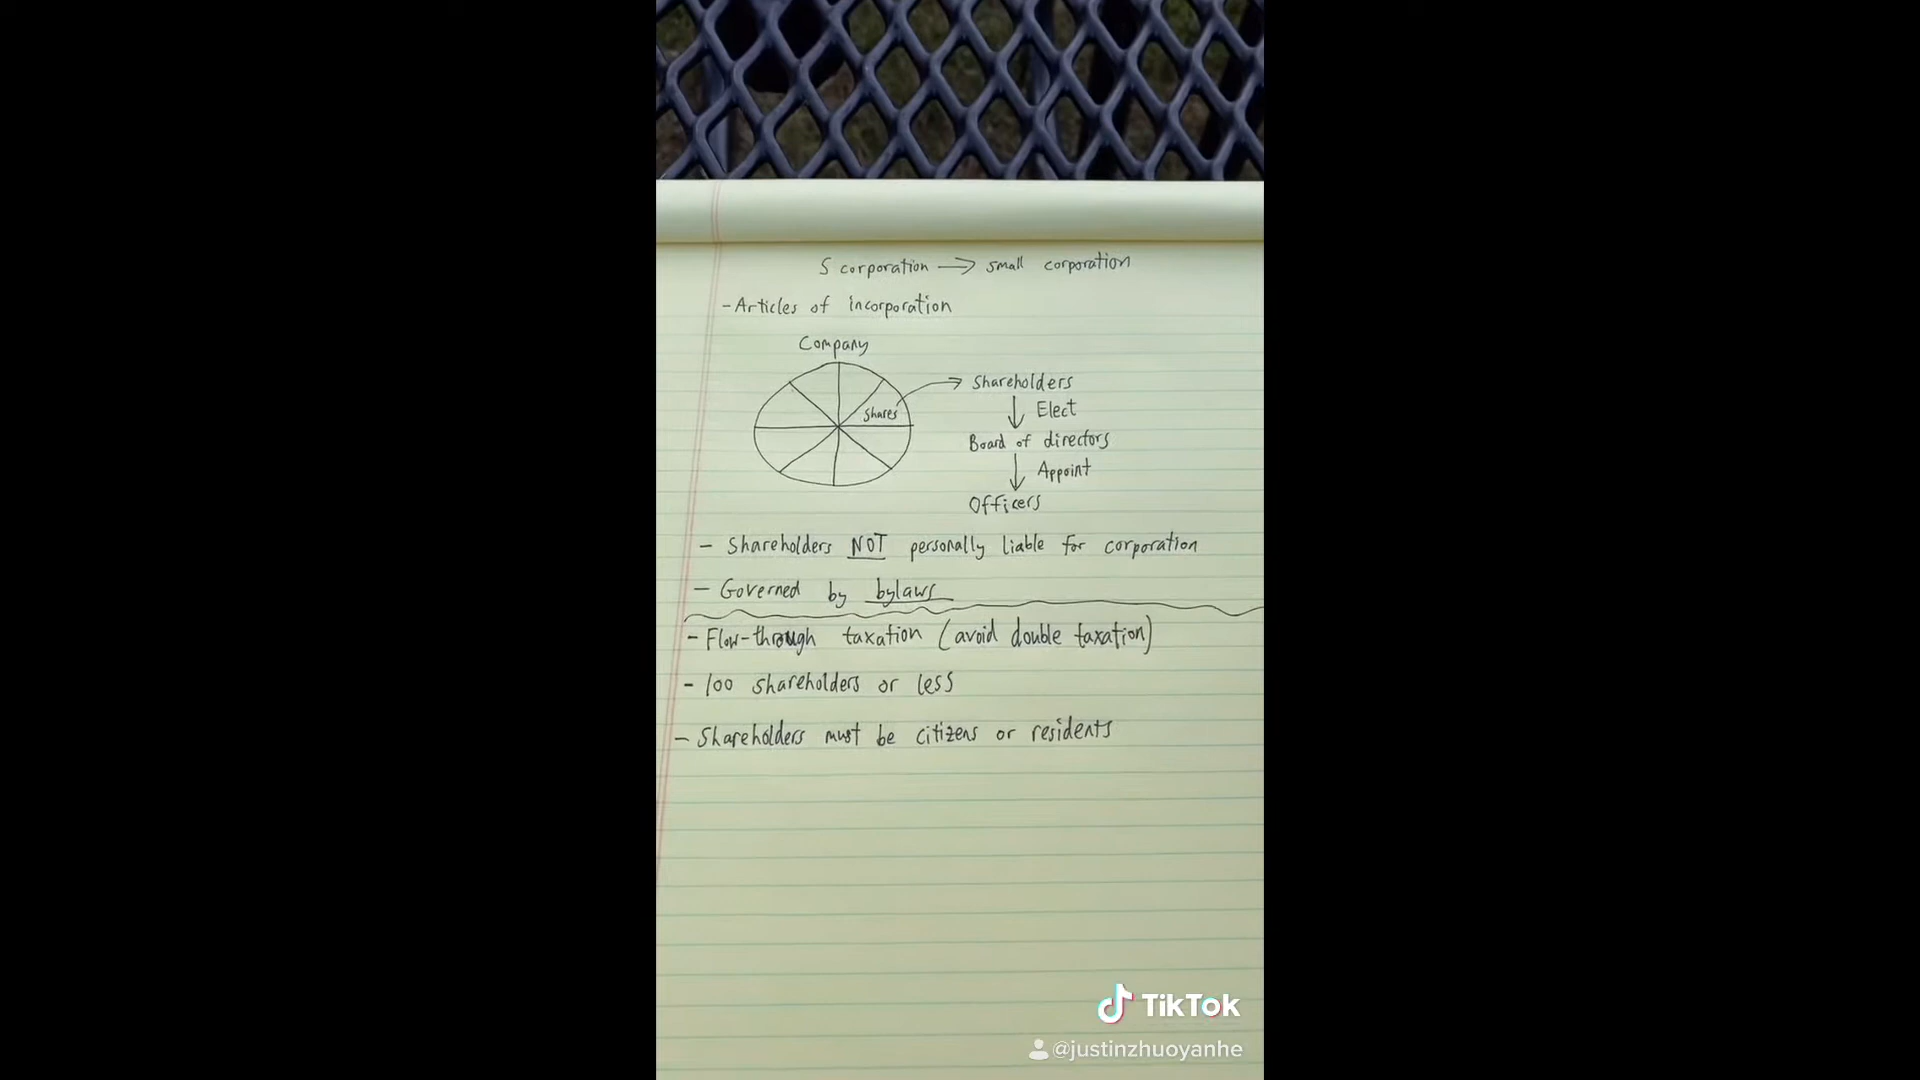 S corporation → small corporation
- Articles of incorporation
Company
Shares
Shareholders
Elect
Board of directors
Appoint
Officers
- Shareholders NOT personally liable for corporation
- Governed by bylaws
- Flow-through taxation (avoid double taxation)
- 100 shareholders or less
- Shareholders must be citizens or residents
TikTok
@justinzhuoyanhe